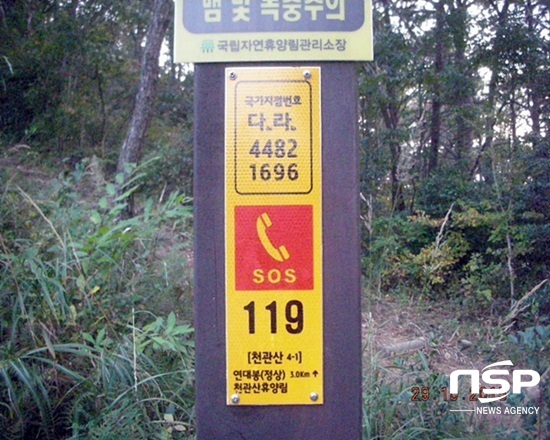 뱀 및 독충주의
국립자연휴양림관리소장
국가지점번호
다.라.
4482
1696
SOS
119
[천관산 4-1]
연대봉(정상) 3.0Km ↑
천관산휴양림
nsp
NEWS AGENCY